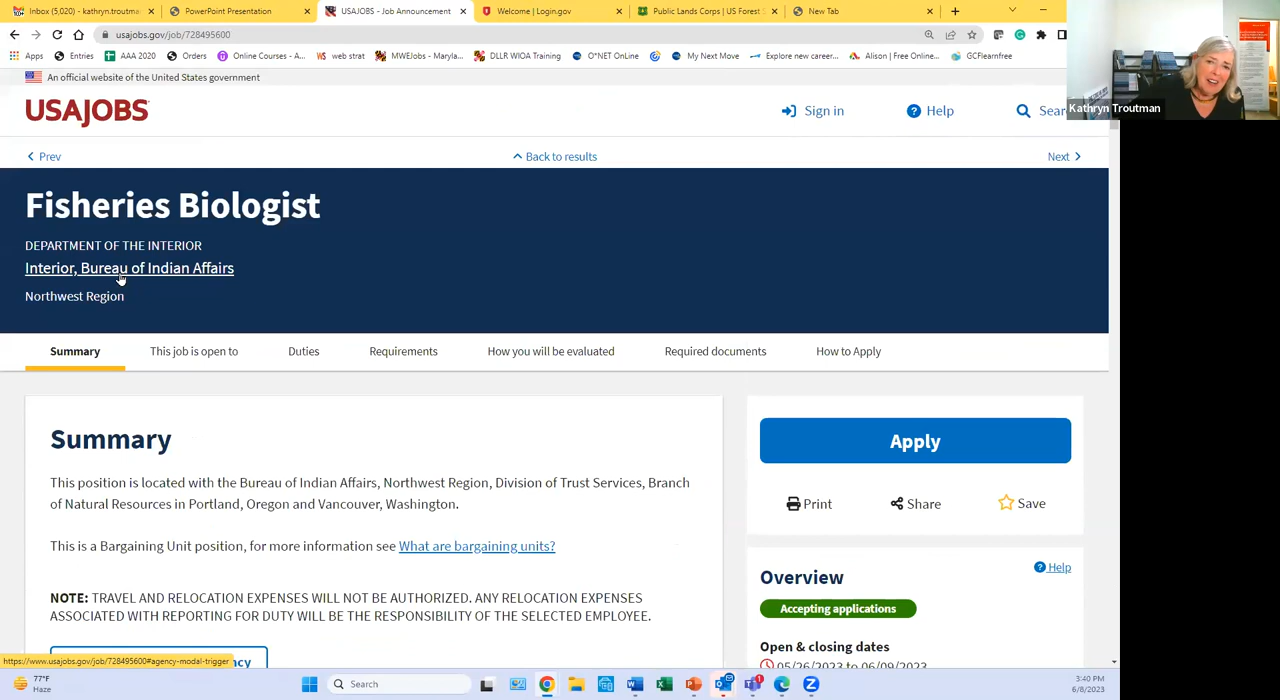 Inbox (5,020) - kathryn.troutma
PowerPoint Presentation
USAJOBS - Job Announcement
Welcome | Login.gov
Public Lands Corps | US Forest
New Tab
usajobs.gov/job/728495600
Apps
Entries
AAA 2020
Orders
Online Courses - A...
web strat
MWEJobs - Maryla...
DLLR WIOA Training
O*NET OnLine
My Next Move
Explore new career...
Alison | Free Online...
GCFlearnfree
An official website of the United States government
USAJOBS
Sign in
Help
Sear
Kathryn Troutman
Prev
Back to results
Next
Fisheries Biologist
DEPARTMENT OF THE INTERIOR
Interior, Bureau of Indian Affairs
Northwest Region
Summary
This job is open to
Duties
Requirements
How you will be evaluated
Required documents
How to Apply
Summary
This position is located with the Bureau of Indian Affairs, Northwest Region, Division of Trust Services, Branch
of Natural Resources in Portland, Oregon and Vancouver, Washington.
This is a Bargaining Unit position, for more information see What are bargaining units?
NOTE: TRAVEL AND RELOCATION EXPENSES WILL NOT BE AUTHORIZED. ANY RELOCATION EXPENSES
ASSOCIATED WITH REPORTING FOR DUTY WILL BE THE RESPONSIBILITY OF THE SELECTED EMPLOYEE.
Apply
Print
Share
Save
Help
Overview
Accepting applications
Open & closing dates
05/26/2023 to 06/09/2023
https://www.usajobs.gov/job/728495600#agency-modal-trigger
77°F
Haze
Search
3:40 PM
6/8/2023